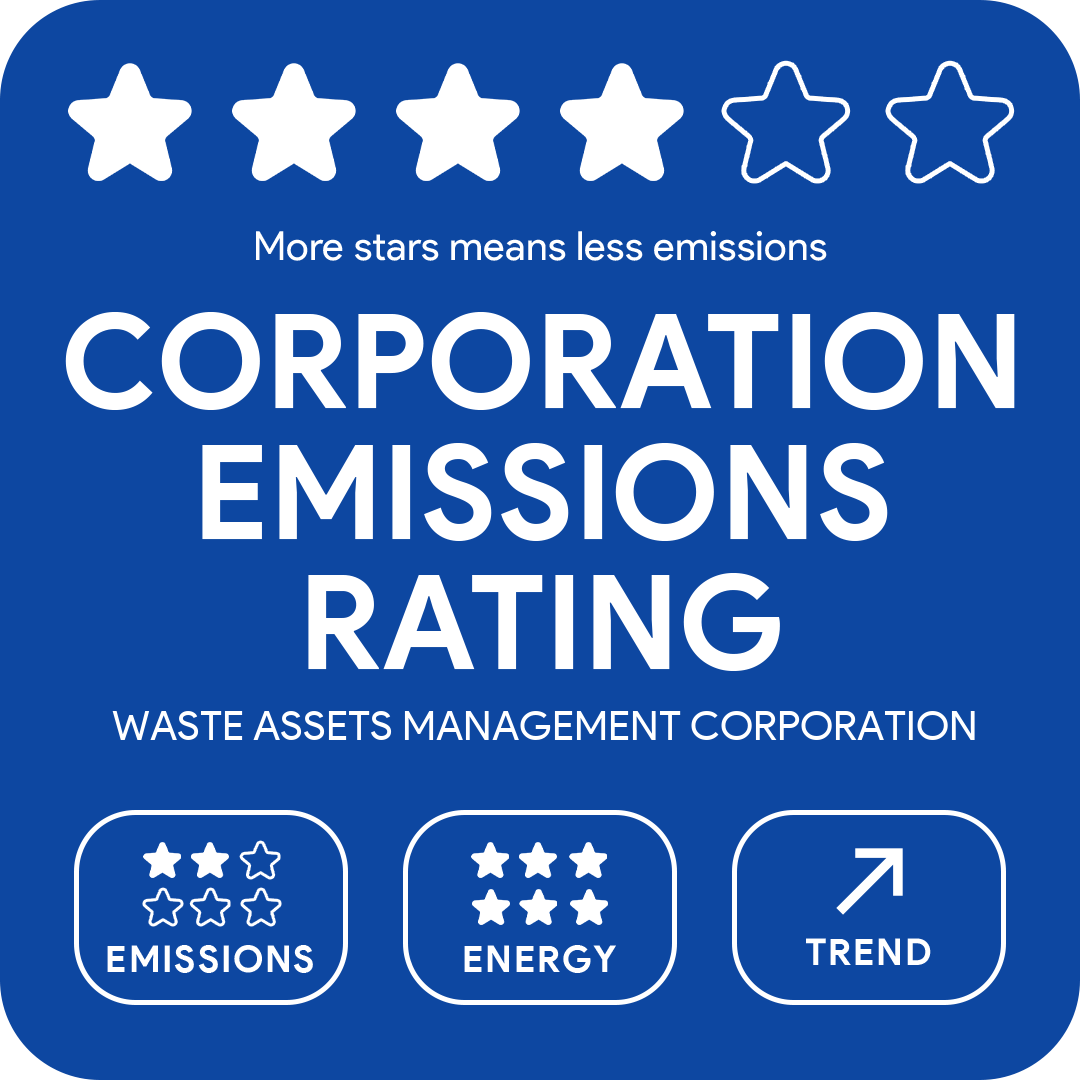 More stars means less emissions
CORPORATION
EMISSIONS
RATING
WASTE ASSETS MANAGEMENT CORPORATION
EMISSIONS
ENERGY
TREND